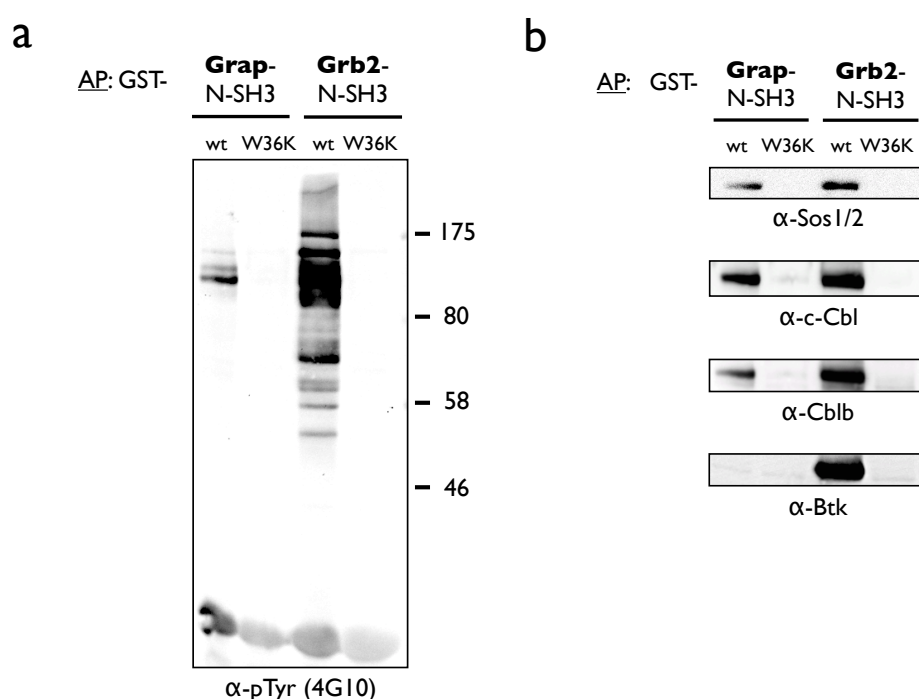 a
AP: GST- Grap- Grb2-
N-SH3 N-SH3
wt W36K wt W36K
175
80
58
46
α-pTyr (4G10)
b
AP: GST- Grap- Grb2-
N-SH3 N-SH3
wt W36K wt W36K
α-Sos1/2
α-c-Cbl
α-Cblb
α-Btk